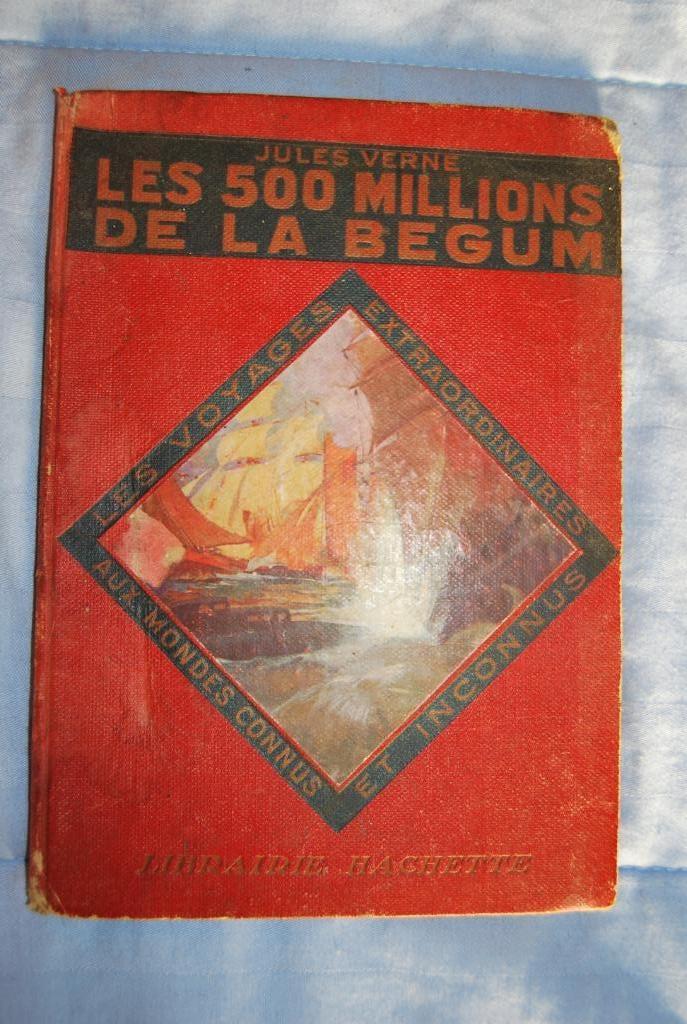 JULES VERNE
LES 500 MILLIONS
DE LA BEGUM
LES VOYAGES
EXTRAORDINAIRES
AUX MONDES CONNUS
ET INCONNUS
LIBRAIRIE HACHETTE